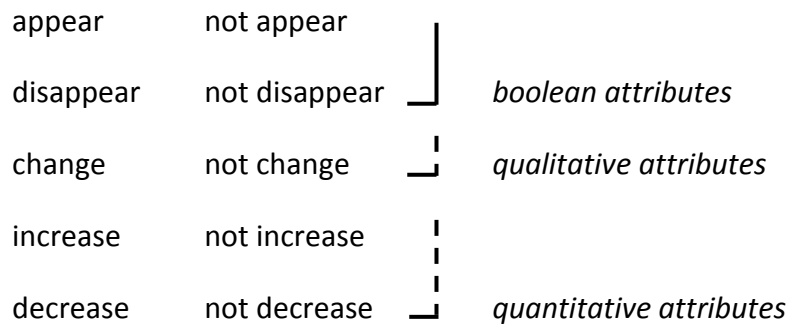 appear not appear
disappear not disappear boolean attributes
change not change qualitative attributes
increase not increase
decrease not decrease quantitative attributes